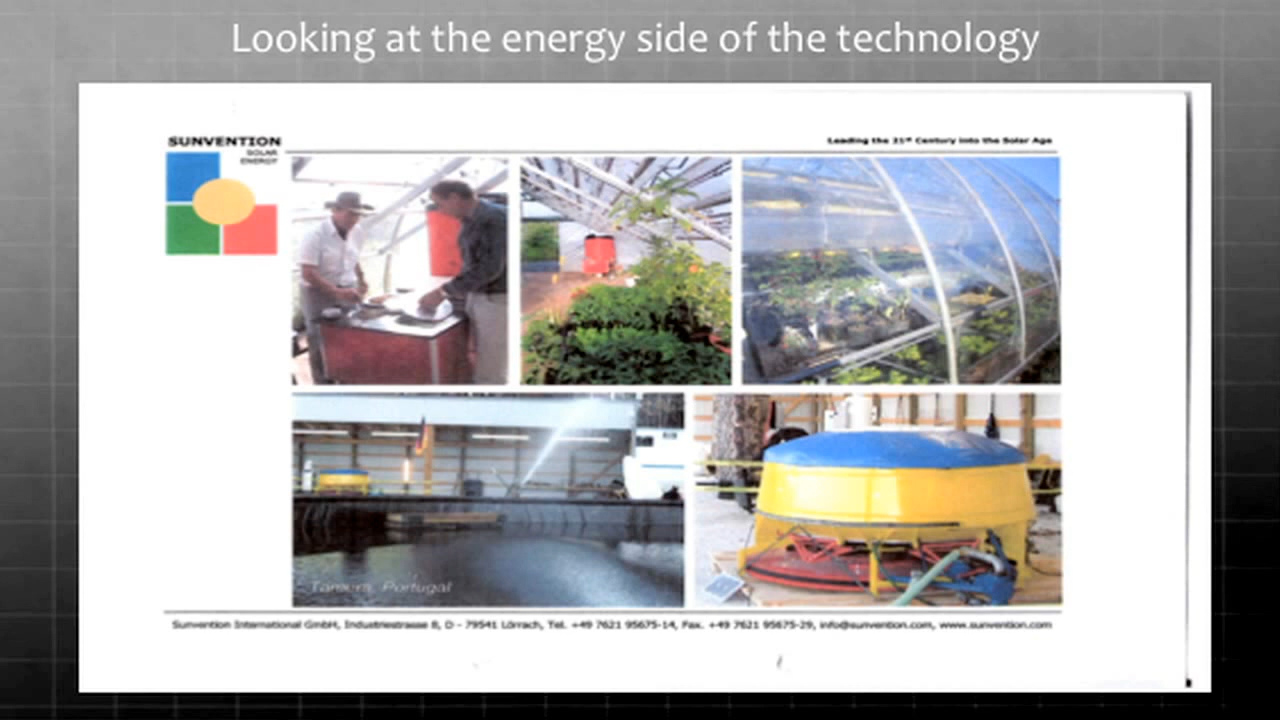 Looking at the energy side of the technology
SUNVENTION
SOLAR
ENERGY
Leading the 21st Century into the Solar Age
Tamera, Portugal
Sunvention International GmbH, Industriestrasse 8, D - 79541 Lörrach, Tel. +49 7621 95675-14, Fax. +49 7621 95675-29, info@sunvention.com, www.sunvention.com